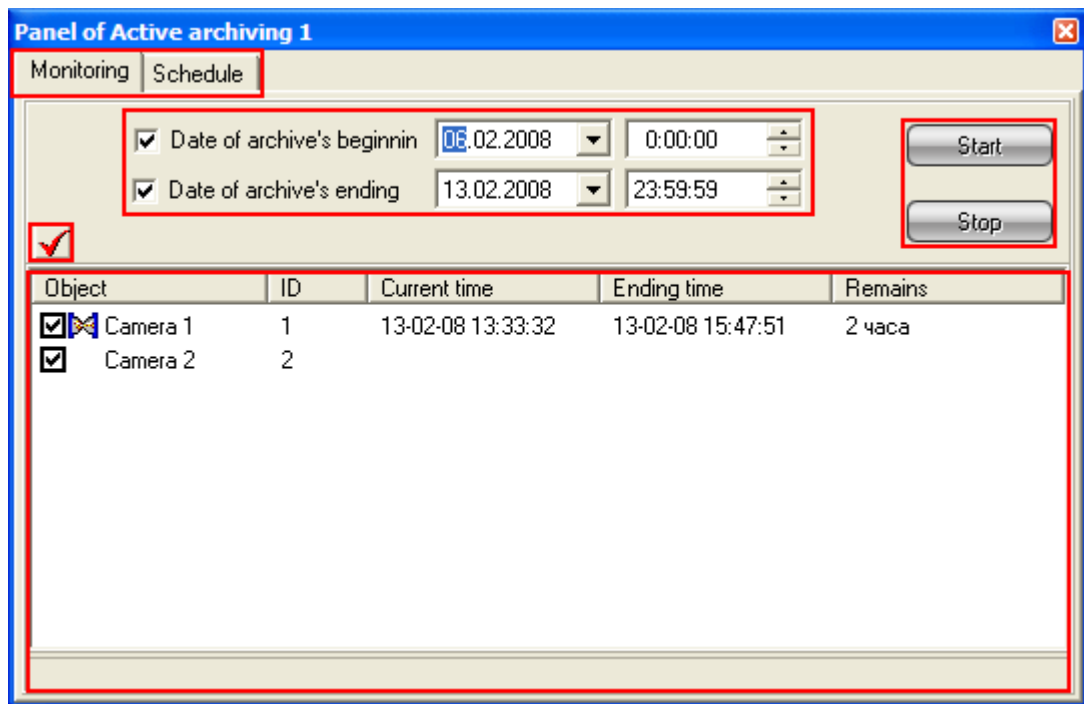 Panel of Active archiving 1
Monitoring Schedule
Date of archive's beginnin 06.02.2008 0:00:00 Start
Date of archive's ending 13.02.2008 23:59:59
Stop
Object ID Current time Ending time Remains
Camera 1 1 13-02-08 13:33:32 13-02-08 15:47:51 2 часа
Camera 2 2